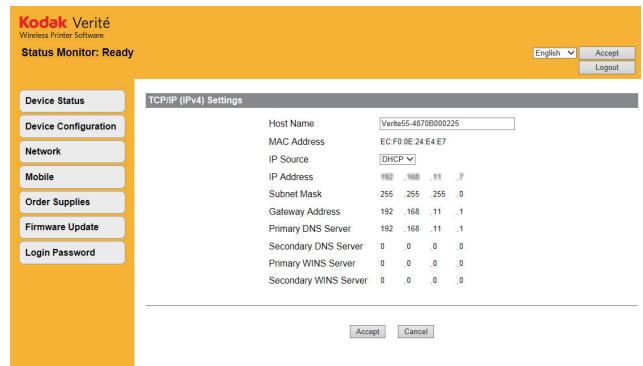 Kodak Verité
Wireless Printer Software
Status Monitor: Ready
English
Accept
Logout
Device Status
Device Configuration
Network
Mobile
Order Supplies
Firmware Update
Login Password
TCP/IP (IPv4) Settings
Host Name Verite55-4870B000225
MAC Address EC:F0:0E:24:E4:E7
IP Source DHCP
IP Address 192 .168 .11 .7
Subnet Mask 255 .255 .255 .0
Gateway Address 192 .168 .11 .1
Primary DNS Server 192 .168 .11 .1
Secondary DNS Server 0 .0 .0 .0
Primary WINS Server 0 .0 .0 .0
Secondary WINS Server 0 .0 .0 .0
Accept Cancel